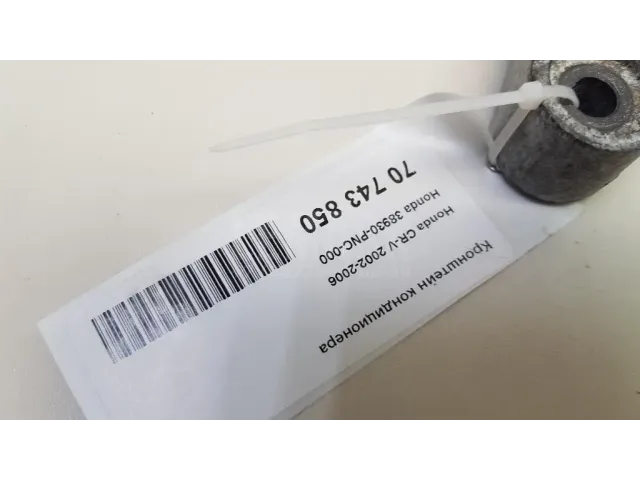 Кронштейн кондиционера
Honda CR-V 2002-2006
Honda 38930-PNC-000
70 743 850